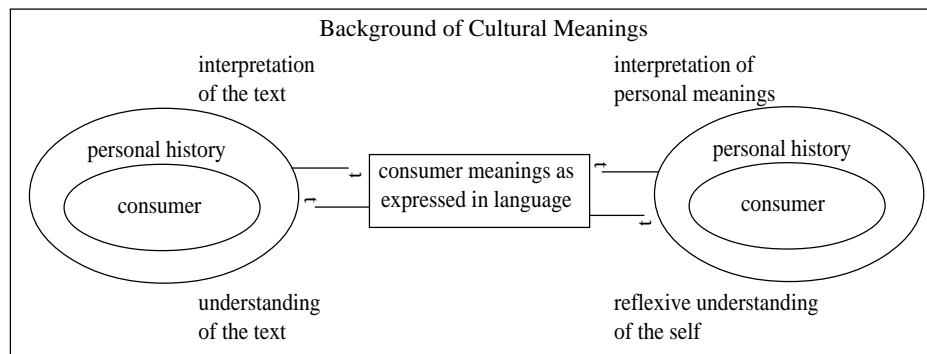 Background of Cultural Meanings
interpretation
of the text
interpretation of
personal meanings
personal history
consumer
t
t
consumer meanings as
expressed in language
t
t
personal history
consumer
understanding
of the text
reflexive understanding
of the self